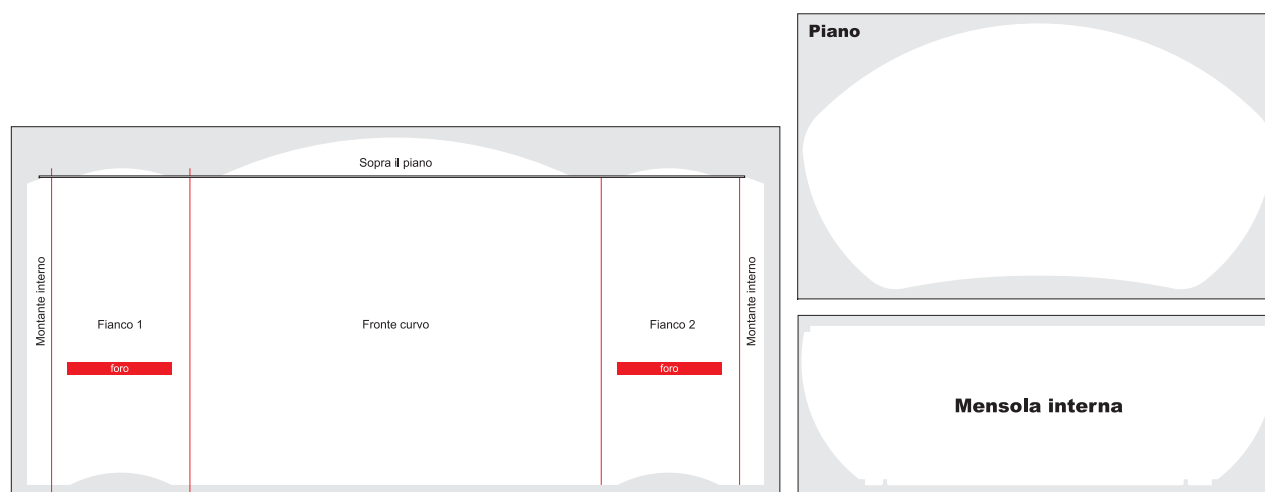 Piano
Sopra il piano
Montante interno
Fianco 1
Fronte curvo
Fianco 2
Montante interno
foro
foro
Mensola interna